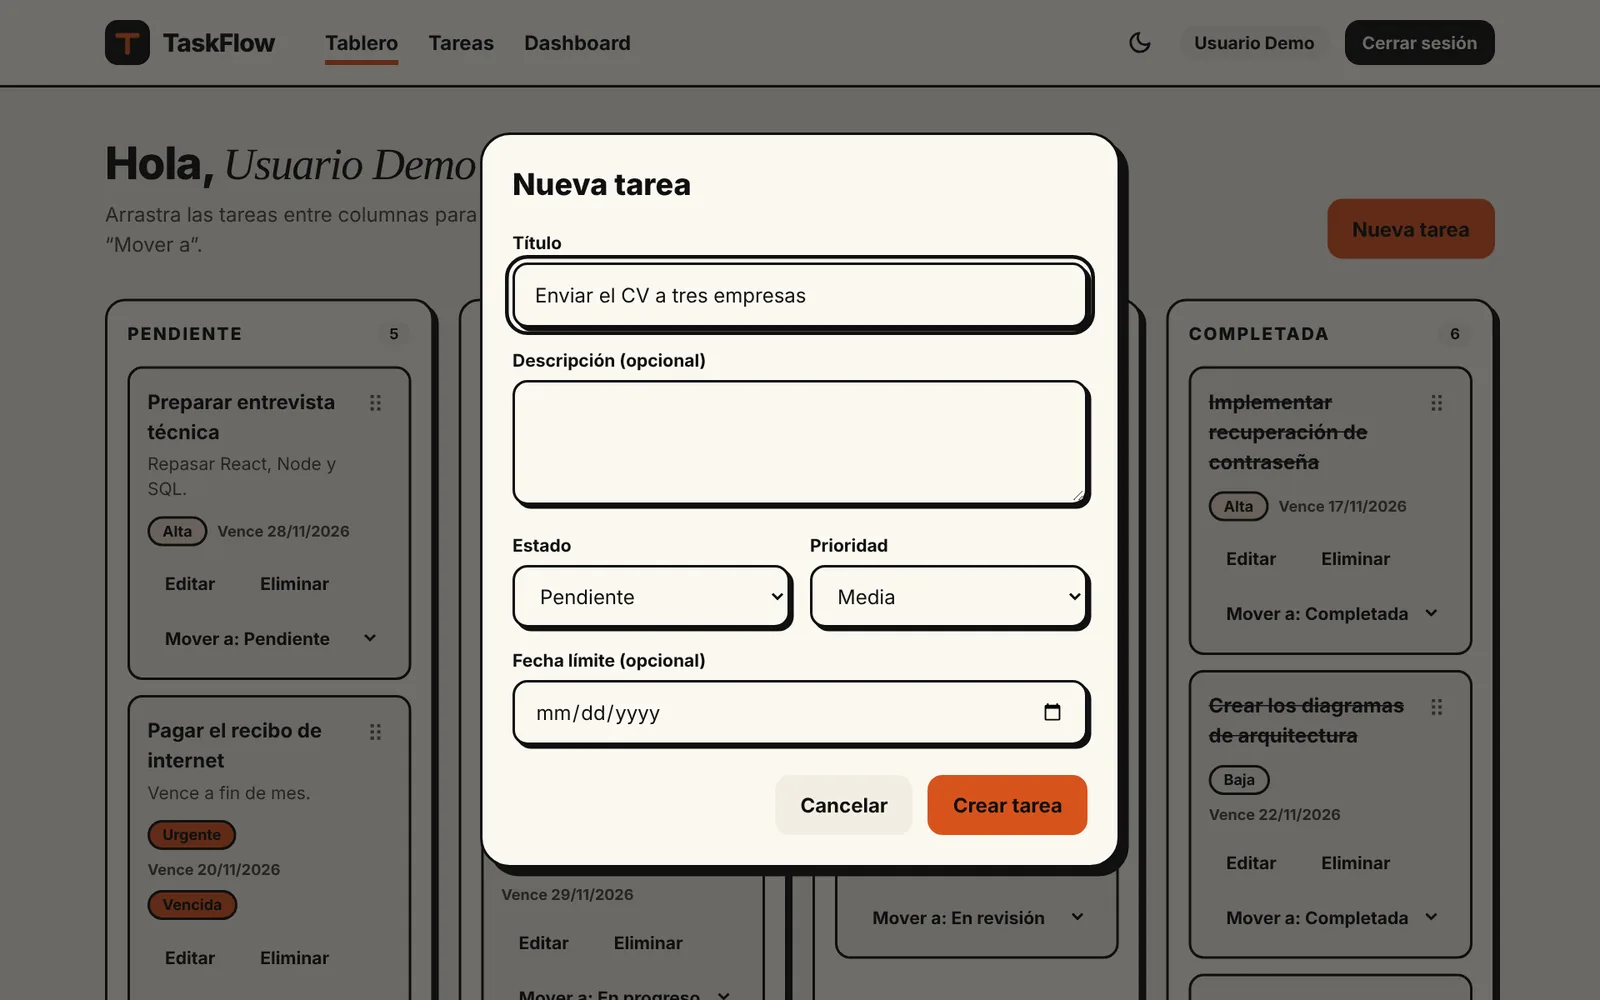 TaskFlow
Tablero
Tareas
Dashboard
Usuario Demo
Cerrar sesión
Hola, Usuario Demo
Arrastra las tareas entre columnas para
“Mover a”.
Nueva tarea
PENDIENTE
5
Preparar entrevista
técnica
Repasar React, Node y
SQL.
Alta
Vence 28/11/2026
Editar
Eliminar
Mover a: Pendiente
Pagar el recibo de
internet
Vence a fin de mes.
Urgente
Vence 20/11/2026
Vencida
Editar
Eliminar
Nueva tarea
Título
Enviar el CV a tres empresas
Descripción (opcional)
Estado
Prioridad
Pendiente
Media
Fecha límite (opcional)
mm/dd/yyyy
Cancelar
Crear tarea
Vence 29/11/2026
Editar
Eliminar
Mover a: En progreso
Mover a: En revisión
COMPLETADA
6
Implementar
recuperación de
contraseña
Alta
Vence 17/11/2026
Editar
Eliminar
Mover a: Completada
Crear los diagramas
de arquitectura
Baja
Vence 22/11/2026
Editar
Eliminar
Mover a: Completada